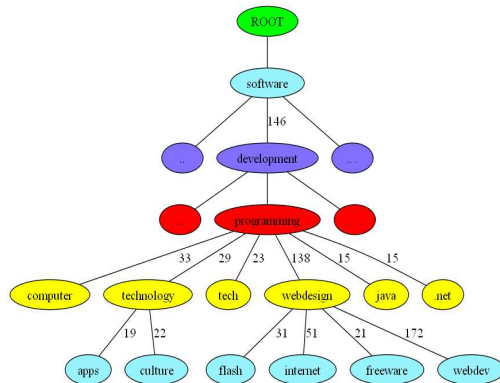 ROOT
software
146
..
development
.. .
programming
33
29
23
138
15
15
computer
technology
tech
webdesign
java
.net
19
22
31
51
21
172
apps
culture
flash
internet
freeware
webdev